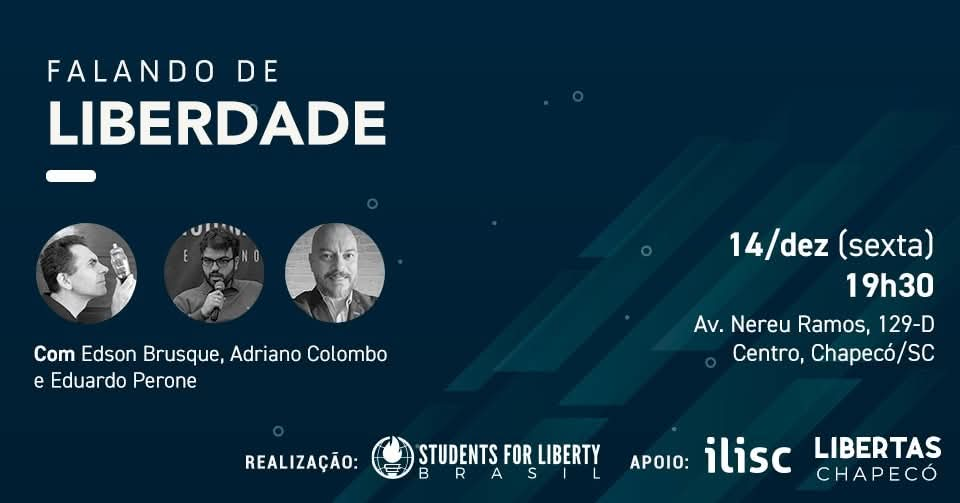 FALANDO DE
LIBERDADE
14/dez (sexta)
19h30
Av. Nereu Ramos, 129-D
Centro, Chapecó/SC
Com Edson Brusque, Adriano Colombo
e Eduardo Perone
REALIZAÇÃO:
STUDENTS FOR LIBERTY
BRASIL
APOIO:
ilisc
LIBERTAS
CHAPECÓ